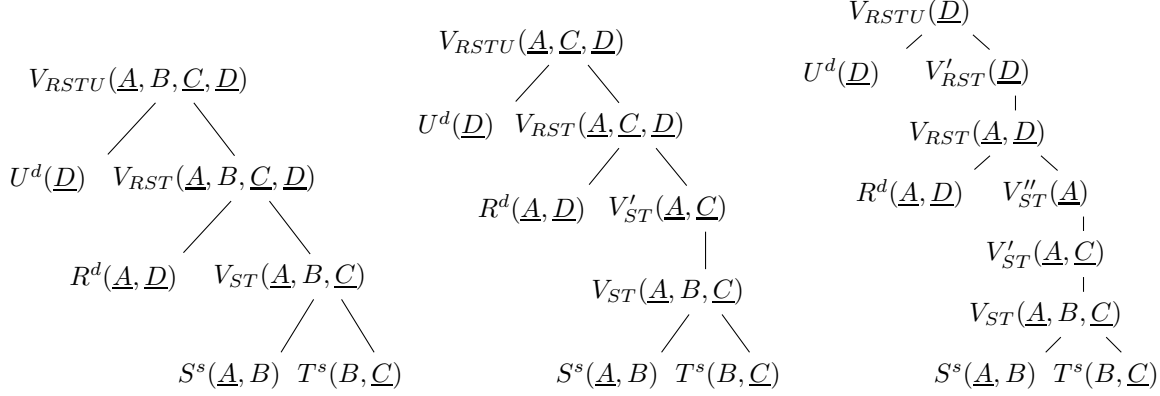 V_{RSTU}(A, B, C, D)
U^d(D) V_{RST}(A, B, C, D)
R^d(A, D) V_{ST}(A, B, C)
S^s(A, B) T^s(B, C)
V_{RSTU}(A, C, D)
U^d(D) V_{RST}(A, C, D)
R^d(A, D) V'_{ST}(A, C)
V_{ST}(A, B, C)
S^s(A, B) T^s(B, C)
V_{RSTU}(D)
U^d(D) V'_{RST}(D)
V_{RST}(A, D)
R^d(A, D) V''_{ST}(A)
V'_{ST}(A, C)
V_{ST}(A, B, C)
S^s(A, B) T^s(B, C)